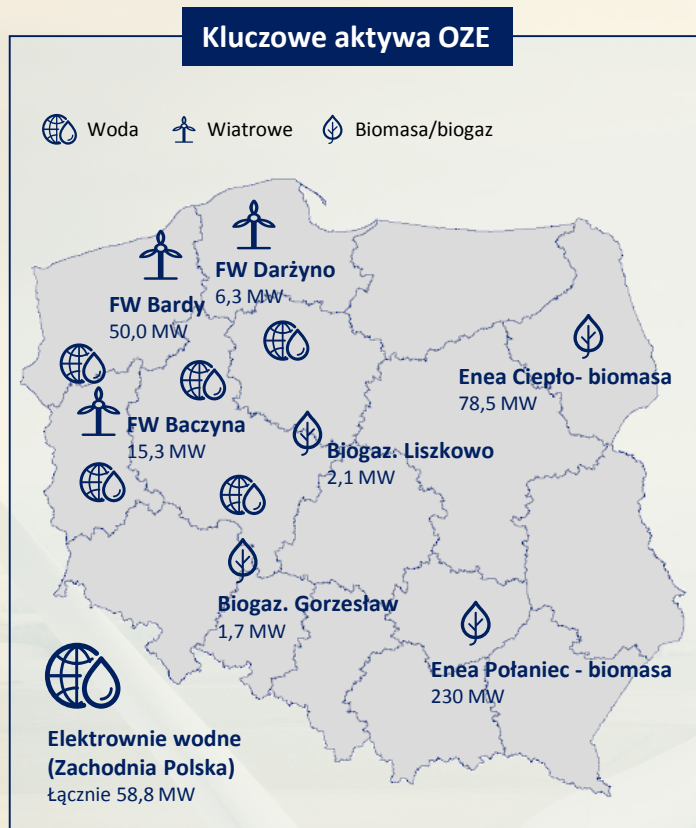 Kluczowe aktywa OZE
Woda
Wiatrowe
Biomasa/biogaz
FW Darżyno
6,3 MW
FW Bardy
50,0 MW
Enea Ciepło- biomasa
78,5 MW
FW Baczyna
15,3 MW
Biogaz. Liszkowo
2,1 MW
Biogaz. Gorzesław
1,7 MW
Enea Połaniec - biomasa
230 MW
Elektrownie wodne
(Zachodnia Polska)
Łącznie 58,8 MW